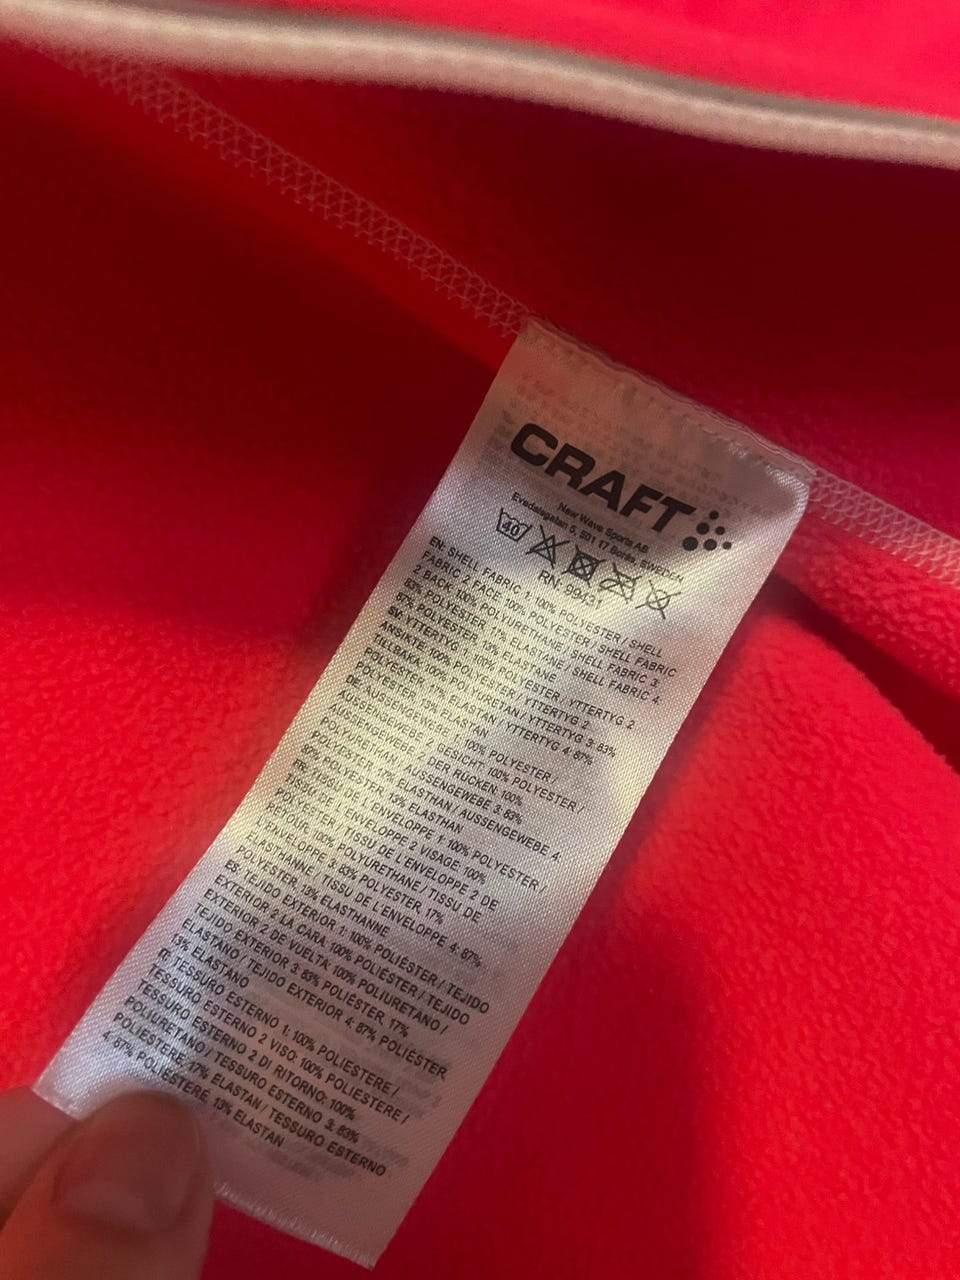 CRAFT
New Wave Sports AB
Evedalsgatan 5, 501 17 Borås, SWEDEN
40
RN: 99431
EN: SHELL FABRIC 1: 100% POLYESTER / SHELL
FABRIC 2 FACE: 100% POLYESTER, SHELL FABRIC
2 BACK: 100% POLYURETHANE / SHELL FABRIC 3:
83% POLYESTER, 17% ELASTANE / SHELL FABRIC 4:
87% POLYESTER, 13% ELASTANE
SV: YTTERTYG 1: 100% POLYESTER / YTTERTYG 2
ANSIKTE: 100% POLYESTER, YTTERTYG 2
TILLBAKA: 100% POLYURETAN / YTTERTYG 3: 83%
POLYESTER, 17% ELASTAN / YTTERTYG 4: 87%
POLYESTER, 13% ELASTAN
DE: AUSSENGEWEBE 1: 100% POLYESTER /
AUSSENGEWEBE 2 GESICHT: 100% POLYESTER,
AUSSENGEWEBE 2 DER RÜCKEN: 100%
POLYURETHAN / AUSSENGEWEBE 3: 83%
POLYESTER, 17% ELASTHAN / AUSSENGEWEBE 4:
87% POLYESTER, 13% ELASTHAN
FR: TISSU DE L'ENVELOPPE 1: 100% POLYESTER /
TISSU DE L'ENVELOPPE 2 VISAGE: 100%
POLYESTER, TISSU DE L'ENVELOPPE 2 DE
RETOUR: 100% POLYURETHANE / TISSU DE
L'ENVELOPPE 3: 83% POLYESTER, 17%
ELASTHANNE / TISSU DE L'ENVELOPPE 4: 87%
POLYESTER, 13% ELASTHANNE
ES: TEJIDO EXTERIOR 1: 100% POLIÉSTER / TEJIDO
EXTERIOR 2 LA CARA: 100% POLIÉSTER, TEJIDO
EXTERIOR 2 DE VUELTA: 100% POLIURETANO /
TEJIDO EXTERIOR 3: 83% POLIÉSTER, 17%
ELASTANO / TEJIDO EXTERIOR 4: 87% POLIÉSTER,
13% ELASTANO
IT: TESSURO ESTERNO 1: 100% POLIESTERE /
TESSURO ESTERNO 2 VISO: 100% POLIESTERE,
TESSURO ESTERNO 2 DI RITORNO: 100%
POLIURETANO / TESSURO ESTERNO 3: 83%
POLIESTERE, 17% ELASTAN / TESSURO ESTERNO
4: 87% POLIESTERE, 13% ELASTAN